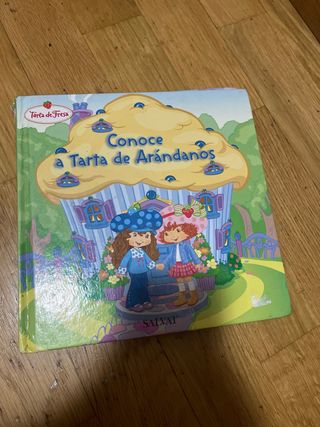 Tarta de Fresa
Conoce
a Tarta de Arándanos
SALVAT